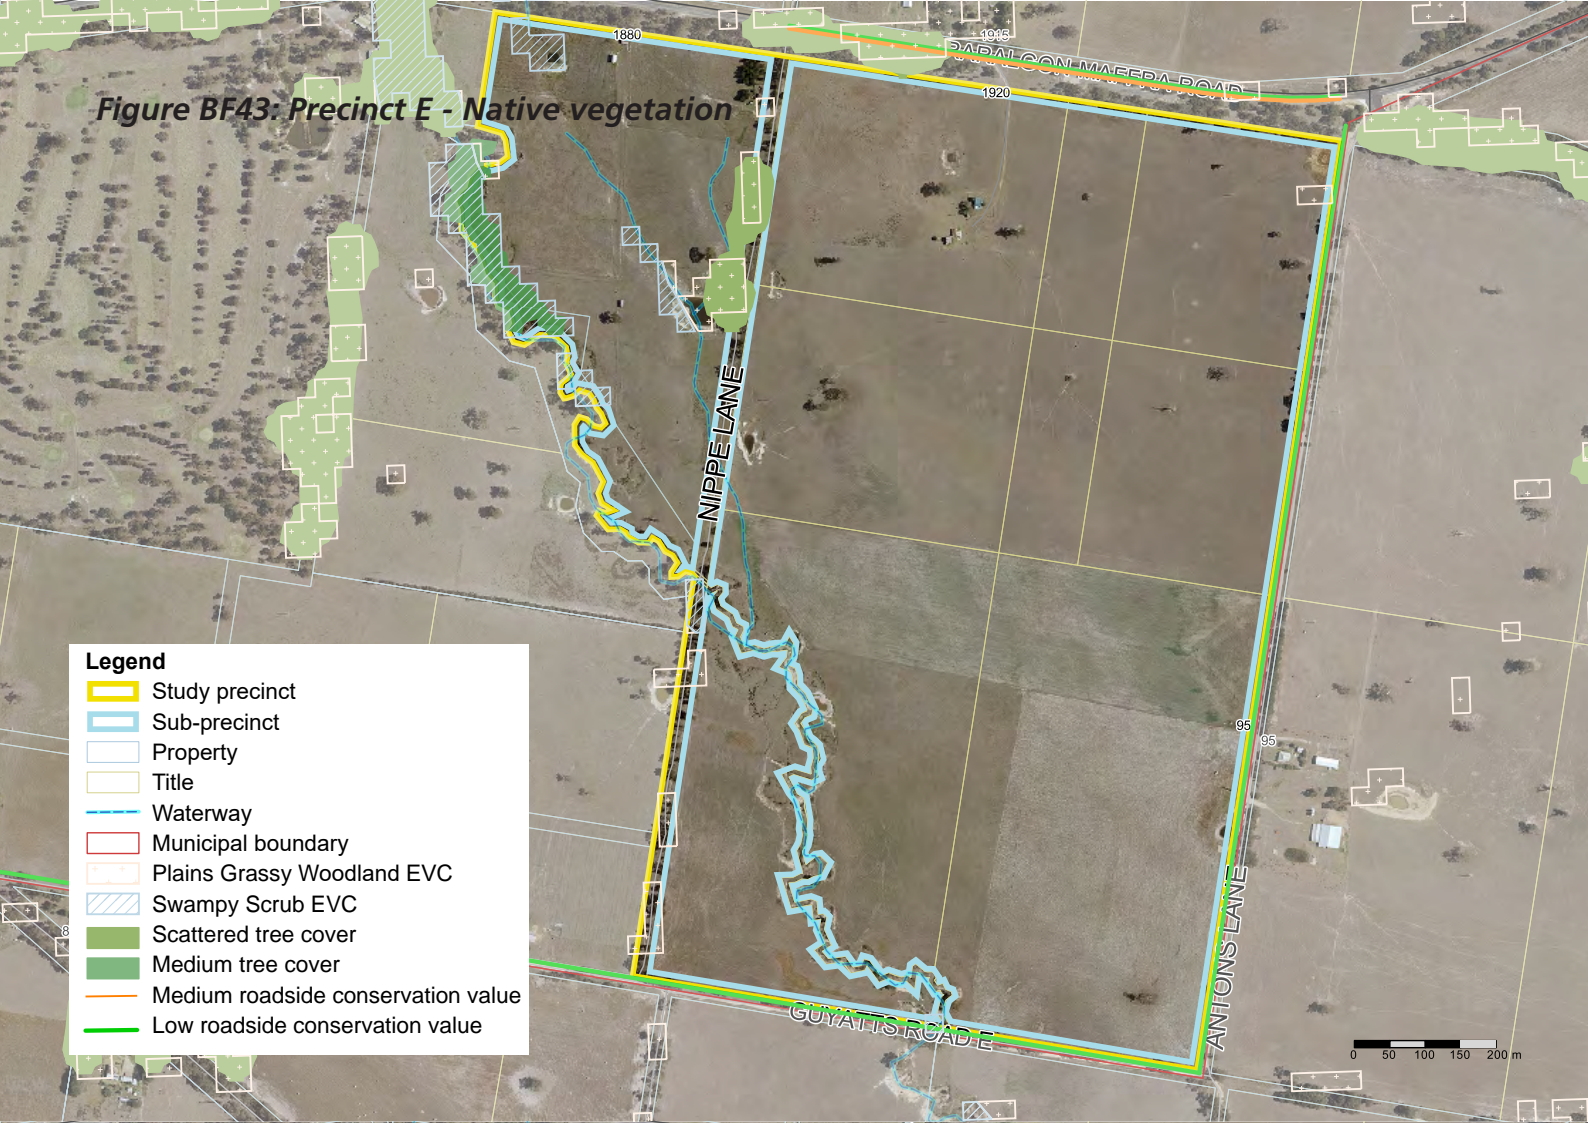 1880
1915
TRARALGON MAFFRA ROAD
Figure BF43: Precinct E - Native vegetation
1920
NIPPE LANE
Legend
Study precinct
Sub-precinct
Property
Title
Waterway
Municipal boundary
Plains Grassy Woodland EVC
Swampy Scrub EVC
Scattered tree cover
Medium tree cover
Medium roadside conservation value
Low roadside conservation value
95
95
8
ANTONS LANE
GUYATTS ROAD E
0 50 100 150 200 m